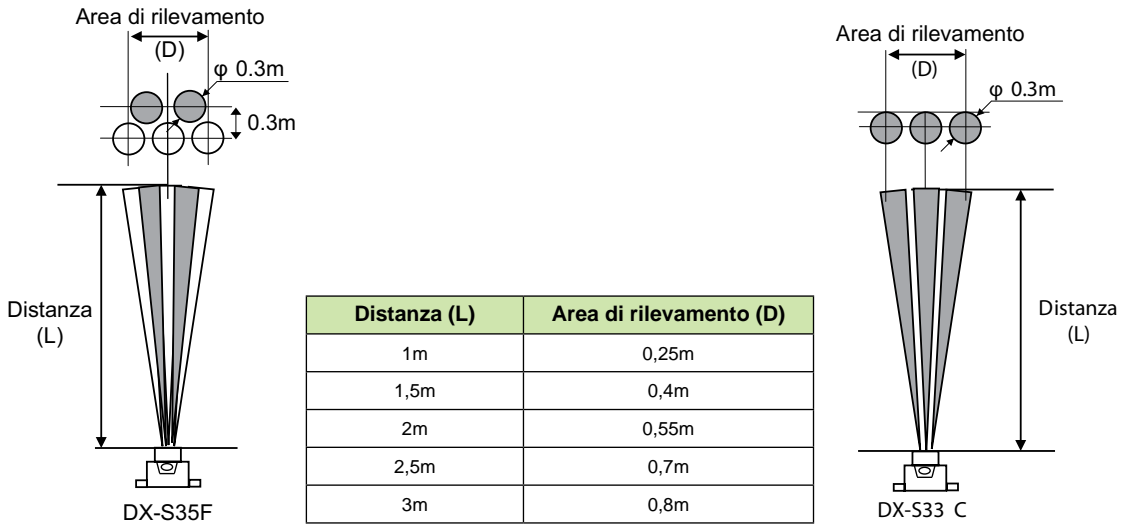 Area di rilevamento
(D)
φ 0.3m
0.3m
Distanza
(L)
DX-S35F
Distanza (L) Area di rilevamento (D)
1m 0,25m
1,5m 0,4m
2m 0,55m
2,5m 0,7m
3m 0,8m
Area di rilevamento
(D)
φ 0.3m
Distanza
(L)
DX-S33 C